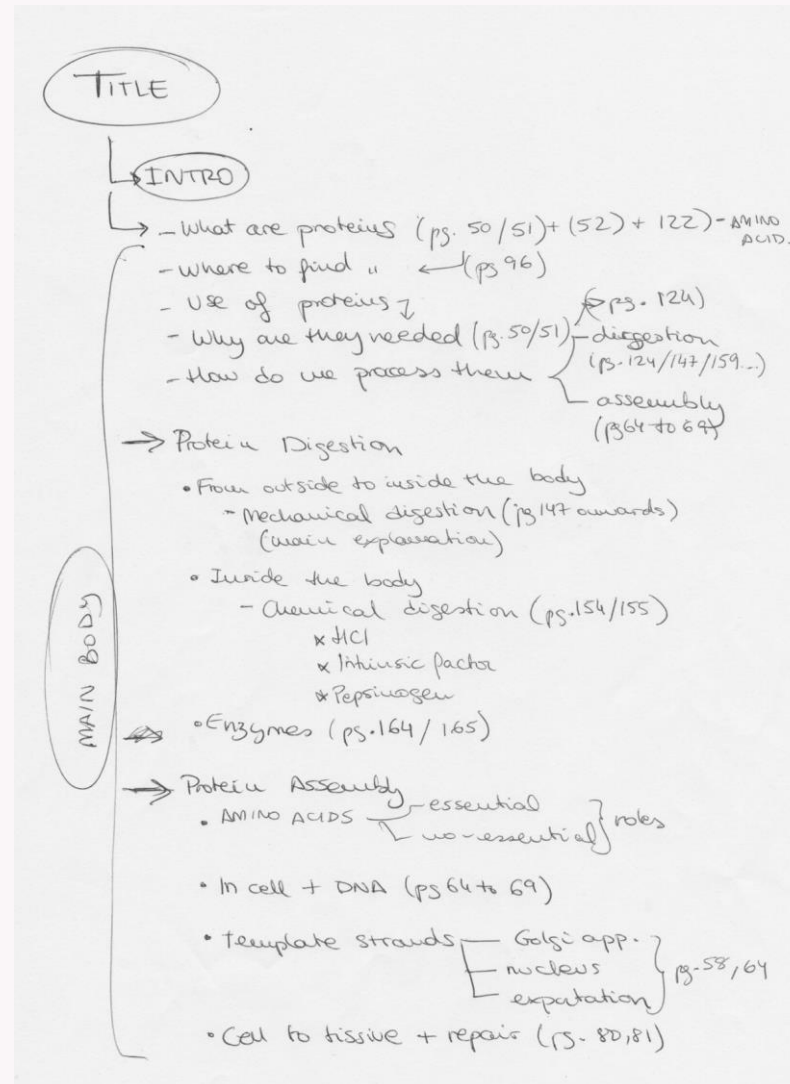 TITLE
INTRO
- What are proteins (pg. 50/51) + (52) + 122) - AMINO ACID.
- Where to find " ← (pg 96)
- Use of proteins (pg. 124)
- Why are they needed (pg. 50/51) - digestion
(pg. 124/147/159...)
- How do we process them
assembly
(pg 64 to 69)
→ Protein Digestion
• From outside to inside the body
- Mechanical digestion (pg 147 onwards)
(main explanation)
• Inside the body
- Chemical digestion (pg. 154/155)
x HCl
x Intrinsic factor
x Pepsinogen
MAIN BODY
• Enzymes (pg. 164/165)
→ Protein Assembly
• AMINO ACIDS - essential
no-essential } roles
• In cell + DNA (pg 64 to 69)
• Template strands - Golgi app.
- nucleus } pg. 58, 64
- expatation
• Cell to tissive + repair (pg. 80,81)